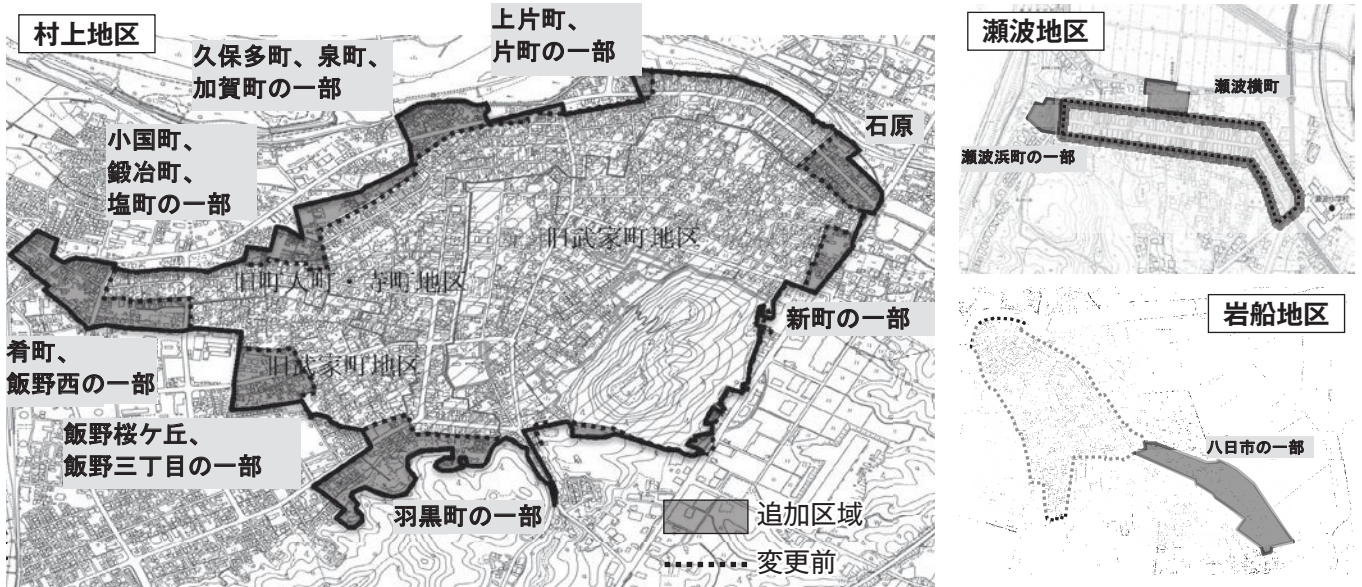 村上地区
久保多町、泉町、
加賀町の一部
上片町、
片町の一部
小国町、
鍛冶町、
塩町の一部
石原
旧武家町地区
旧町人町・寺町地区
新町の一部
肴町、
飯野西の一部
旧武家町地区
飯野桜ケ丘、
飯野三丁目の一部
羽黒町の一部
追加区域
変更前
瀬波地区
瀬波横町
瀬波浜町の一部
瀬波小学校
岩船地区
八日市の一部